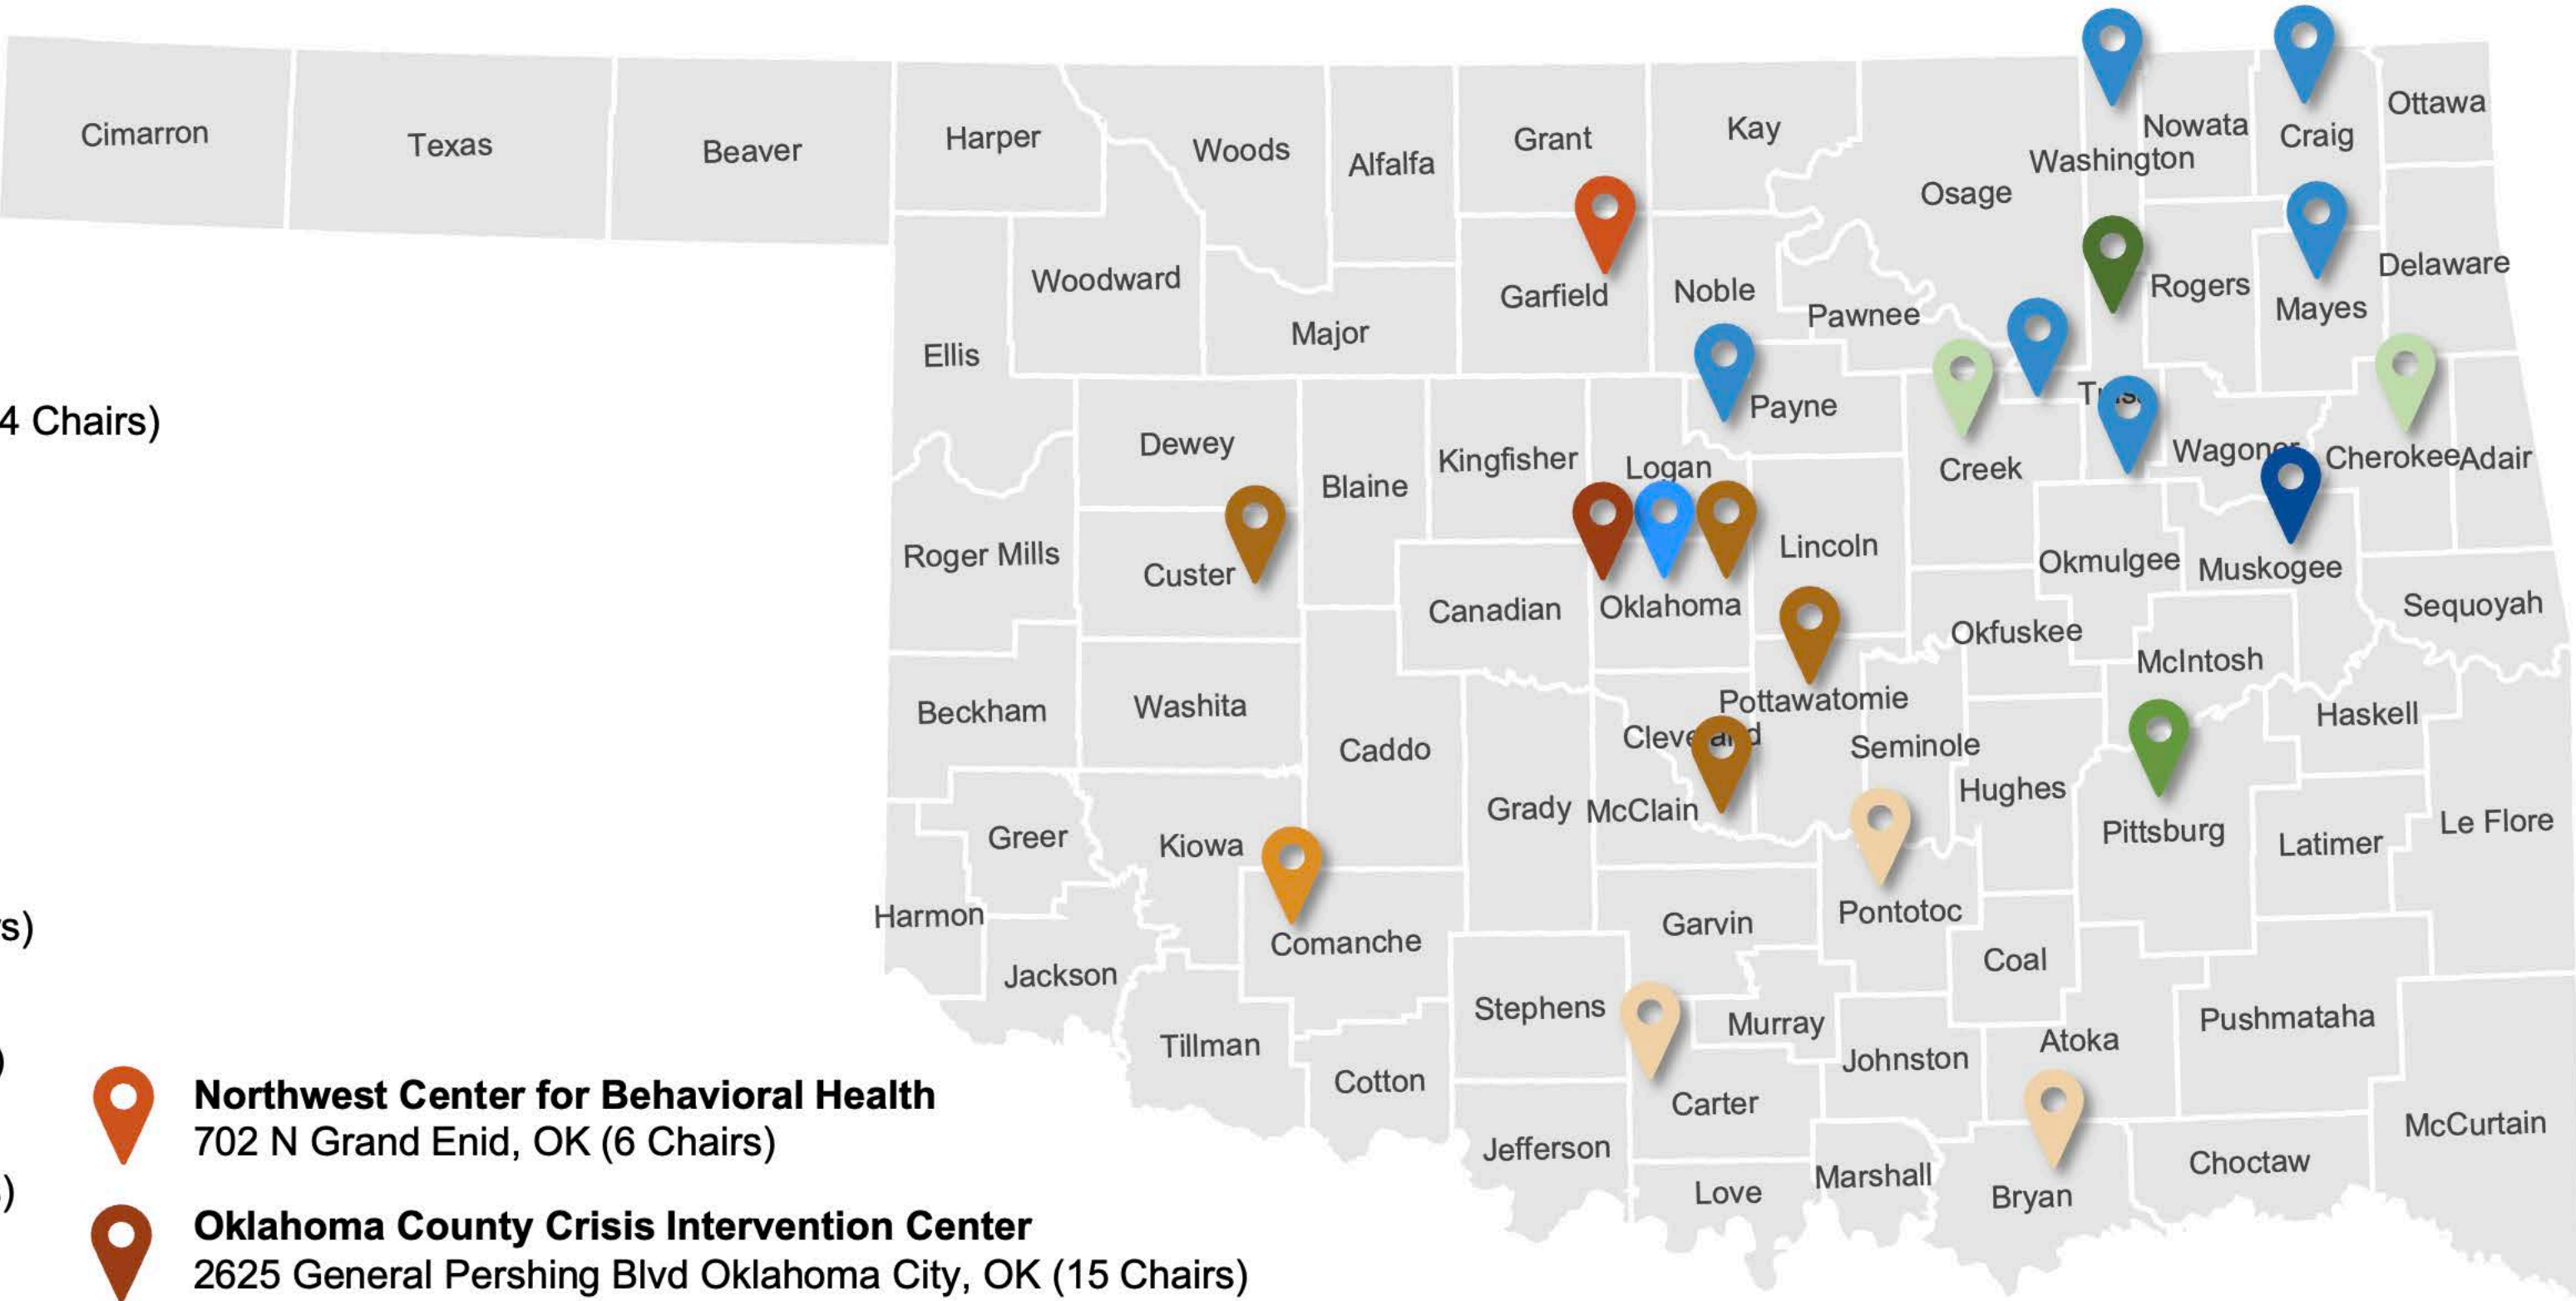 Cimarron
Texas
Beaver
Harper
Woods
Alfalfa
Grant
Kay
Osage
Washington
Nowata
Craig
Ottawa
Ellis
Woodward
Major
Garfield
Noble
Pawnee
Rogers
Mayes
Delaware
4 Chairs)
Dewey
Blaine
Kingfisher
Logan
Payne
Creek
Wagoner
Cherokee
Adair
Roger Mills
Custer
Canadian
Oklahoma
Lincoln
Okmulgee
Muskogee
Sequoyah
Okfuskee
McIntosh
Beckham
Washita
Caddo
Grady
Cleveland
McClain
Pottawatomie
Seminole
Hughes
Pittsburg
Haskell
Latimer
Le Flore
Greer
Kiowa
Harmon
Jackson
Comanche
Garvin
Pontotoc
Coal
s)
Tillman
Cotton
Stephens
Murray
Johnston
Atoka
Pushmataha
Carter
Jefferson
Love
Marshall
Bryan
Choctaw
McCurtain
)
Northwest Center for Behavioral Health
702 N Grand Enid, OK (6 Chairs)
)
Oklahoma County Crisis Intervention Center
2625 General Pershing Blvd Oklahoma City, OK (15 Chairs)